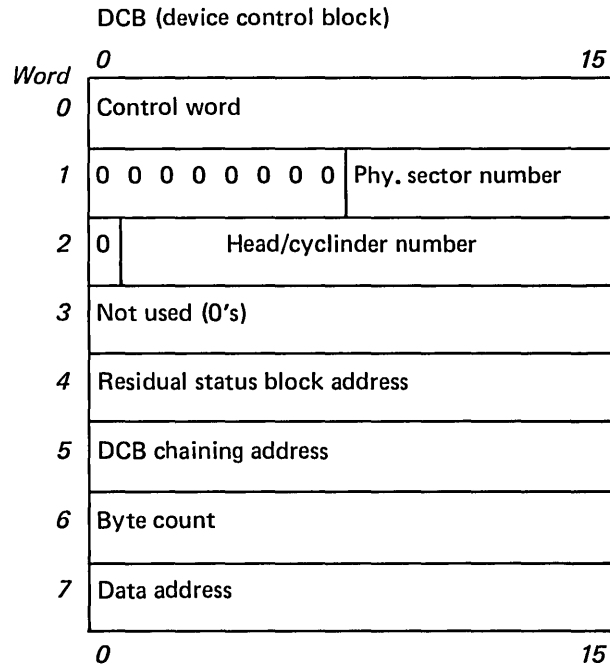 DCB (device control block)
0 15
Word
0 Control word
1 0 0 0 0 0 0 0 0 Phy. sector number
2 0 Head/cyclinder number
3 Not used (0's)
4 Residual status block address
5 DCB chaining address
6 Byte count
7 Data address
0 15